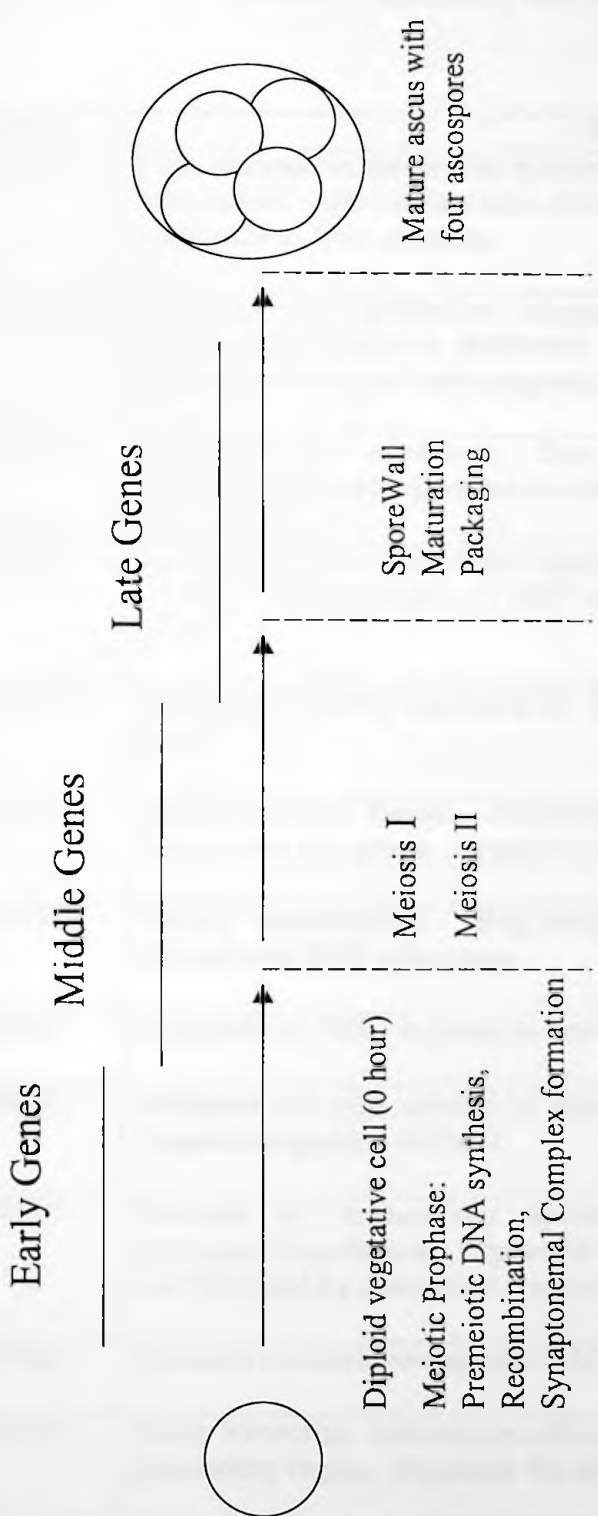 Early Genes
Middle Genes
Late Genes
Diploid vegetative cell (0 hour)
Meiotic Prophase:
Premeiotic DNA synthesis,
Recombination,
Synaptonemal Complex formation
Meiosis I
Meiosis II
SporeWall
Maturation
Packaging
Mature ascus with
four ascospores